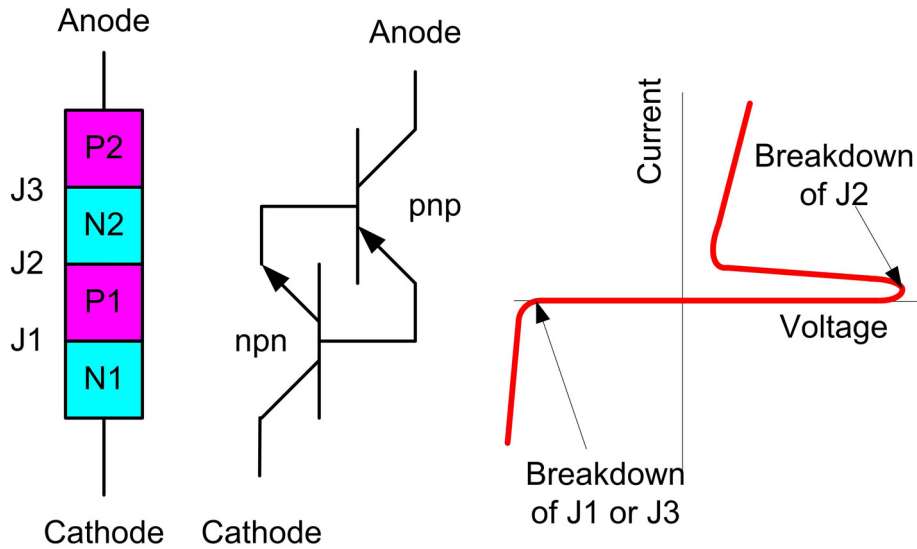 Anode
P2
J3
N2
J2
P1
J1
N1
Cathode
Anode
pnp
npn
Cathode
Current
Breakdown
of J2
Voltage
Breakdown
of J1 or J3